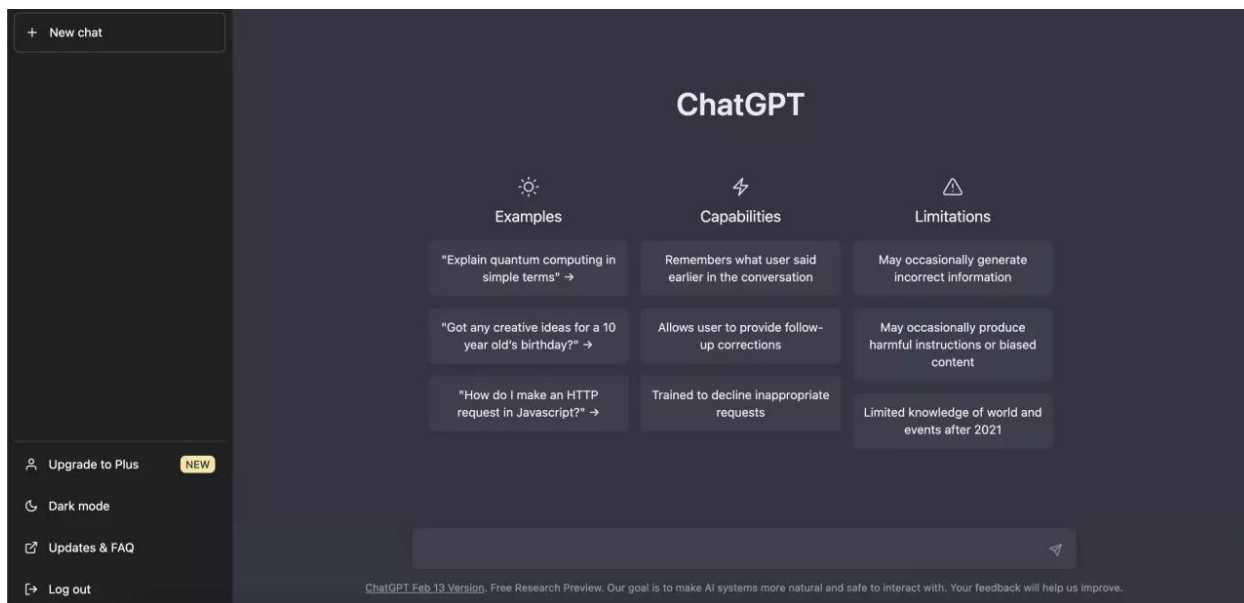 + New chat
Upgrade to Plus NEW
Dark mode
Updates & FAQ
Log out
ChatGPT
Examples
"Explain quantum computing in
simple terms" →
"Got any creative ideas for a 10
year old's birthday?" →
"How do I make an HTTP
request in Javascript?" →
Capabilities
Remembers what user said
earlier in the conversation
Allows user to provide follow-
up corrections
Trained to decline inappropriate
requests
Limitations
May occasionally generate
incorrect information
May occasionally produce
harmful instructions or biased
content
Limited knowledge of world and
events after 2021
ChatGPT Feb 13 Version. Free Research Preview. Our goal is to make AI systems more natural and safe to interact with. Your feedback will help us improve.